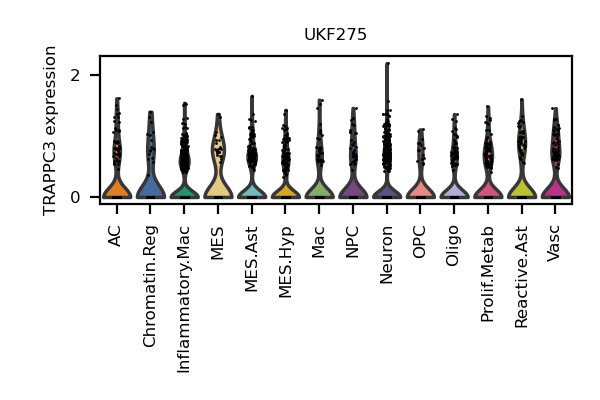 UKF275
TRAPPC3 expression
2
0
AC
Chromatin.Reg
Inflammatory.Mac
MES
MES.Ast
MES.Hyp
Mac
NPC
Neuron
OPC
Oligo
Prolif.Metab
Reactive.Ast
Vasc